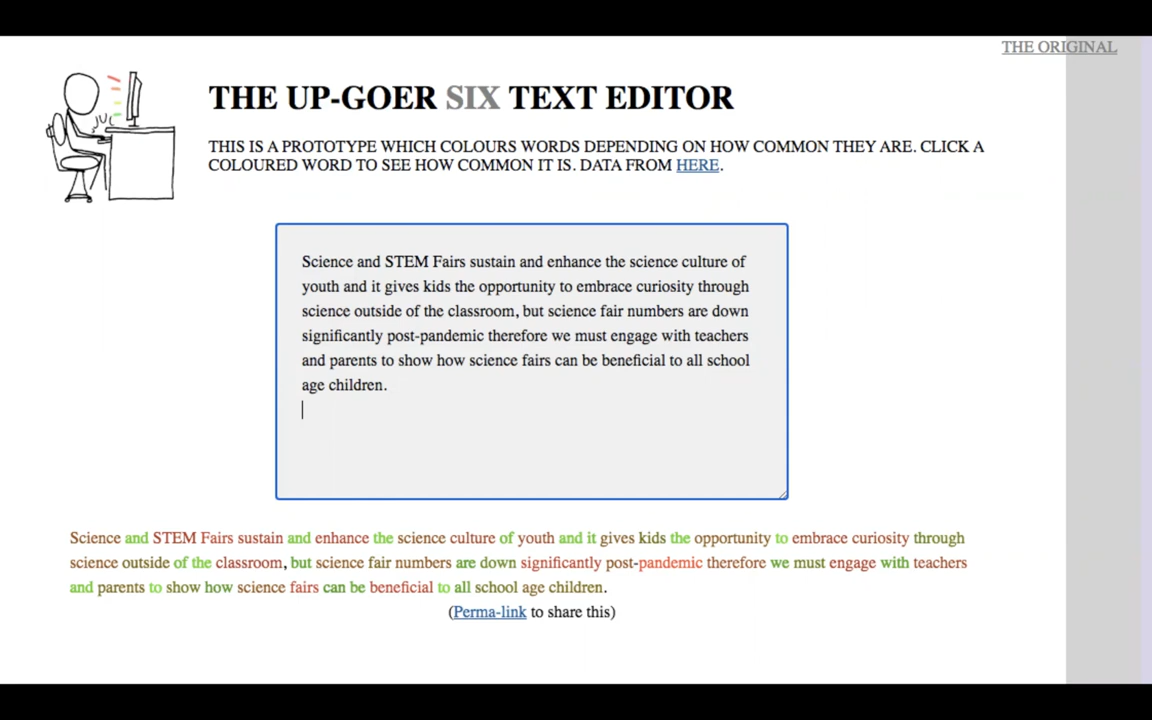 THE ORIGINAL
THE UP-GOER SIX TEXT EDITOR
THIS IS A PROTOTYPE WHICH COLOURS WORDS DEPENDING ON HOW COMMON THEY ARE. CLICK A
COLOURED WORD TO SEE HOW COMMON IT IS. DATA FROM HERE.
Science and STEM Fairs sustain and enhance the science culture of
youth and it gives kids the opportunity to embrace curiosity through
science outside of the classroom, but science fair numbers are down
significantly post-pandemic therefore we must engage with teachers
and parents to show how science fairs can be beneficial to all school
age children.
Science and STEM Fairs sustain and enhance the science culture of youth and it gives kids the opportunity to embrace curiosity through
science outside of the classroom, but science fair numbers are down significantly post-pandemic therefore we must engage with teachers
and parents to show how science fairs can be beneficial to all school age children.
(Perma-link to share this)